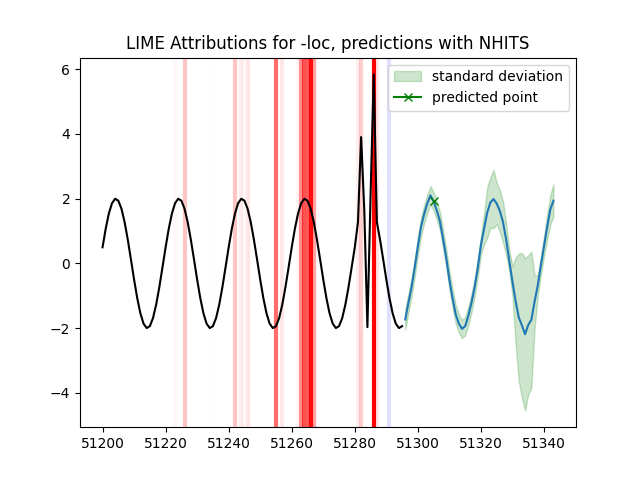 LIME Attributions for -loc, predictions with NHITS
standard deviation
predicted point
6
4
2
0
−2
−4
51200 51220 51240 51260 51280 51300 51320 51340